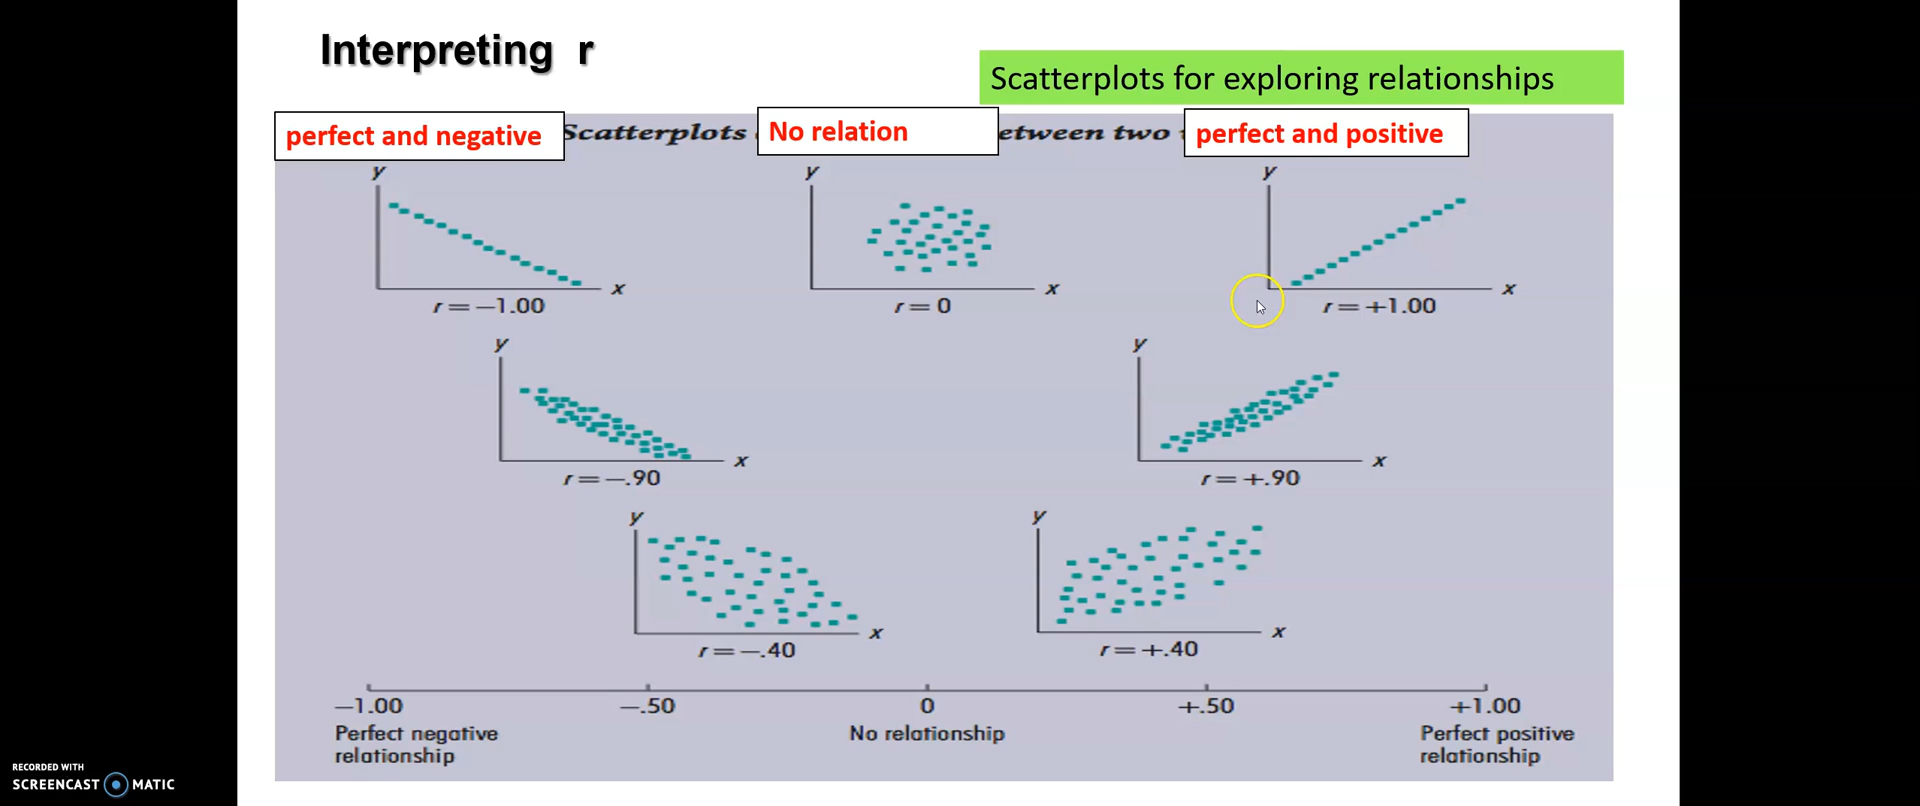 Interpreting r
Scatterplots for exploring relationships
perfect and negative
Scatterplots
No relation
etween two
perfect and positive
y
x
r = −1.00
y
x
r = 0
y
x
r = +1.00
y
x
r = −.90
y
x
r = +.90
y
x
r = −.40
y
x
r = +.40
−1.00 −.50 0 +.50 +1.00
Perfect negative
relationship
No relationship
Perfect positive
relationship
RECORDED WITH
SCREENCAST MATIC